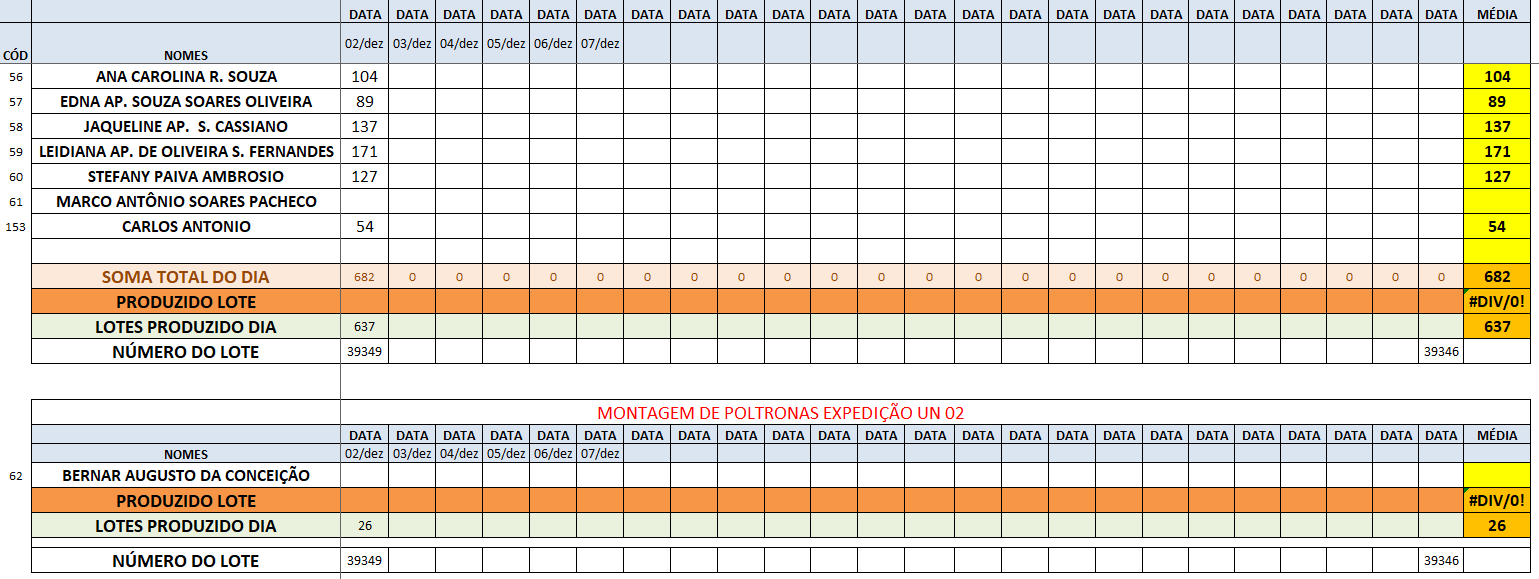 DATA DATA DATA DATA DATA DATA DATA DATA DATA DATA DATA DATA DATA DATA DATA DATA DATA DATA DATA DATA DATA DATA DATA DATA MÉDIA
CÓD NOMES 02/dez 03/dez 04/dez 05/dez 06/dez 07/dez
56 ANA CAROLINA R. SOUZA 104 104
57 EDNA AP. SOUZA SOARES OLIVEIRA 89 89
58 JAQUELINE AP. S. CASSIANO 137 137
59 LEIDIANA AP. DE OLIVEIRA S. FERNANDES 171 171
60 STEFANY PAIVA AMBROSIO 127 127
61 MARCO ANTÔNIO SOARES PACHECO
153 CARLOS ANTONIO 54 54
SOMA TOTAL DO DIA 682 0 0 0 0 0 0 0 0 0 0 0 0 0 0 0 0 0 0 0 0 0 0 0 682
PRODUZIDO LOTE #DIV/0!
LOTES PRODUZIDO DIA 637 637
NÚMERO DO LOTE 39349 39346
MONTAGEM DE POLTRONAS EXPEDIÇÃO UN 02
DATA DATA DATA DATA DATA DATA DATA DATA DATA DATA DATA DATA DATA DATA DATA DATA DATA DATA DATA DATA DATA DATA DATA DATA MÉDIA
NOMES 02/dez 03/dez 04/dez 05/dez 06/dez 07/dez
62 BERNAR AUGUSTO DA CONCEIÇÃO
PRODUZIDO LOTE #DIV/0!
LOTES PRODUZIDO DIA 26 26
NÚMERO DO LOTE 39349 39346